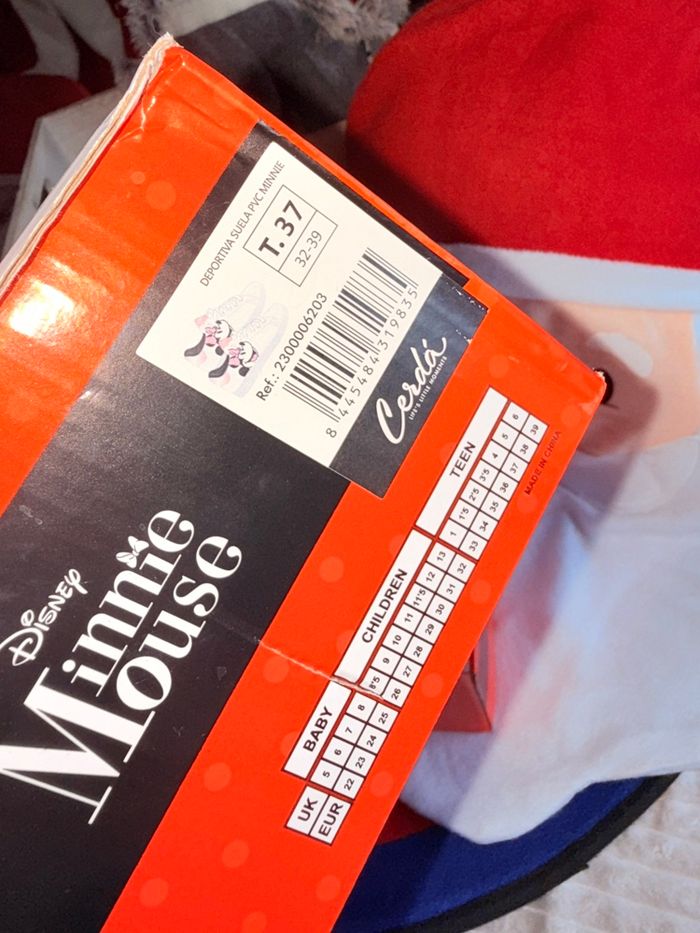 DEPORTIVA SUELA PVC MINNIE
T. 37
32-39
Ref.: 2300006203
8 445484 319835
Cerdá
LIFE'S LITTLE MOMENTS
Disney
Minnie
Mouse
BABY CHILDREN TEEN
UK 5 6 7 8 8'5 9 10 11 11'5 12 13 1 1'5 2'5 3'5 4 5 6
EUR 22 23 24 25 26 27 28 29 30 31 32 33 34 35 36 37 38 39
MADE IN CHINA